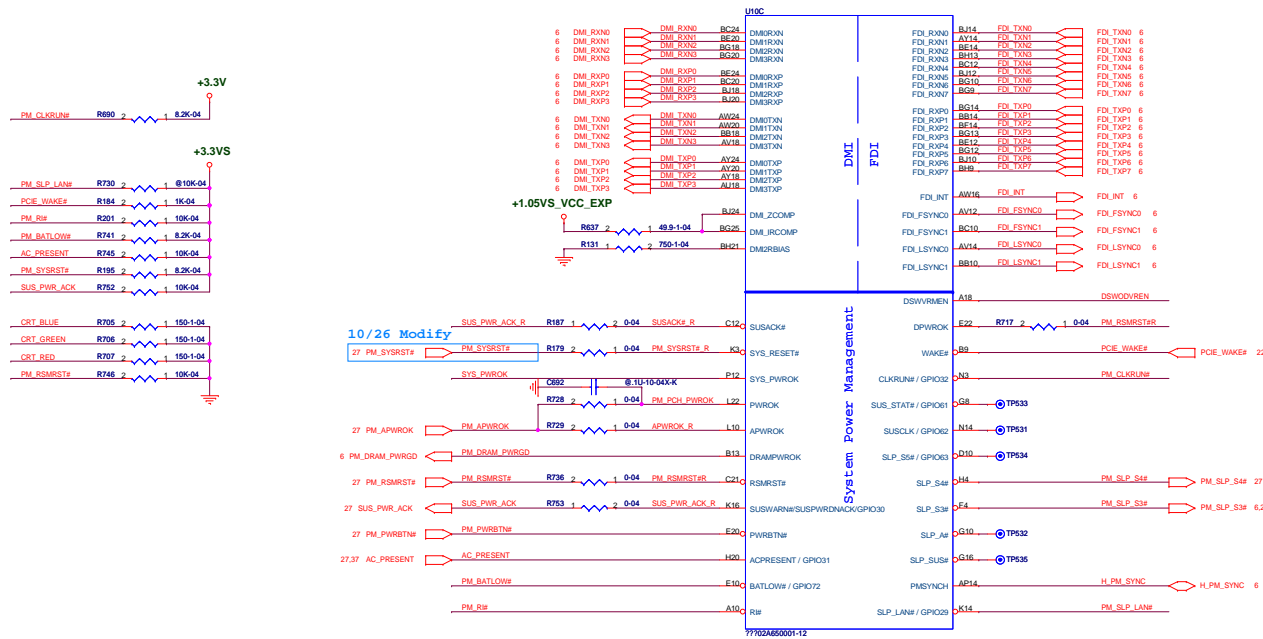 U10C
6 DMI_RXN0 DMI_RXN0 BC24 DMI0RXN FDI_RXN0 BJ14 FDI_TXN0 FDI_TXN0 6
6 DMI_RXN1 DMI_RXN1 BE20 DMI1RXN FDI_RXN1 AY14 FDI_TXN1 FDI_TXN1 6
6 DMI_RXN2 DMI_RXN2 BG18 DMI2RXN FDI_RXN2 BE14 FDI_TXN2 FDI_TXN2 6
6 DMI_RXN3 DMI_RXN3 BG20 DMI3RXN FDI_RXN3 BH13 FDI_TXN3 FDI_TXN3 6
FDI_RXN4 BC12 FDI_TXN4 FDI_TXN4 6
6 DMI_RXP0 DMI_RXP0 BE24 DMI0RXP FDI_RXN5 BJ12 FDI_TXN5 FDI_TXN5 6
6 DMI_RXP1 DMI_RXP1 BC20 DMI1RXP FDI_RXN6 BG10 FDI_TXN6 FDI_TXN6 6
6 DMI_RXP2 DMI_RXP2 BJ18 DMI2RXP FDI_RXN7 BG9 FDI_TXN7 FDI_TXN7 6
6 DMI_RXP3 DMI_RXP3 BJ20 DMI3RXP
FDI_RXP0 BG14 FDI_TXP0 FDI_TXP0 6
6 DMI_TXN0 DMI_TXN0 AW24 DMI0TXN FDI_RXP1 BB14 FDI_TXP1 FDI_TXP1 6
6 DMI_TXN1 DMI_TXN1 AW20 DMI1TXN FDI_RXP2 BF14 FDI_TXP2 FDI_TXP2 6
6 DMI_TXN2 DMI_TXN2 BB18 DMI2TXN FDI_RXP3 BG13 FDI_TXP3 FDI_TXP3 6
6 DMI_TXN3 DMI_TXN3 AV18 DMI3TXN FDI_RXP4 BE12 FDI_TXP4 FDI_TXP4 6
FDI_RXP5 BG12 FDI_TXP5 FDI_TXP5 6
6 DMI_TXP0 DMI_TXP0 AY24 DMI0TXP FDI_RXP6 BJ10 FDI_TXP6 FDI_TXP6 6
6 DMI_TXP1 DMI_TXP1 AY20 DMI1TXP FDI_RXP7 BH9 FDI_TXP7 FDI_TXP7 6
6 DMI_TXP2 DMI_TXP2 AY18 DMI2TXP
6 DMI_TXP3 DMI_TXP3 AU18 DMI3TXP
DMI
FDI
FDI_INT AW16 FDI_INT FDI_INT 6
+1.05VS_VCC_EXP
BJ24 DMI_ZCOMP FDI_FSYNC0 AV12 FDI_FSYNC0 FDI_FSYNC0 6
R637 2 1 49.9-1-04 BG25 DMI_IRCOMP FDI_FSYNC1 BC10 FDI_FSYNC1 FDI_FSYNC1 6
R131 1 2 750-1-04 BH21 DMI2RBIAS FDI_LSYNC0 AV14 FDI_LSYNC0 FDI_LSYNC0 6
FDI_LSYNC1 BB10 FDI_LSYNC1 FDI_LSYNC1 6
+3.3V
PM_CLKRUN# R690 2 1 8.2K-04
+3.3VS
PM_SLP_LAN# R730 2 1 @10K-04
PCIE_WAKE# R184 2 1 1K-04
PM_RI# R201 2 1 10K-04
PM_BATLOW# R741 2 1 8.2K-04
AC_PRESENT R745 2 1 10K-04
PM_SYSRST# R195 2 1 8.2K-04
SUS_PWR_ACK R752 2 1 10K-04
CRT_BLUE R705 2 1 150-1-04
CRT_GREEN R706 2 1 150-1-04
CRT_RED R707 2 1 150-1-04
PM_RSMRST# R746 2 1 10K-04
System Power Management
DSWVRMEN A18 DSWODVREN
10/26 Modify
SUS_PWR_ACK_R R187 1 2 0-04 SUSACK#_R C12 SUSACK# DPWROK E22 R717 2 1 0-04 PM_RSMRST#R
27 PM_SYSRST# PM_SYSRST# R179 1 2 0-04 PM_SYSRST#_R K3 SYS_RESET# WAKE# B9 PCIE_WAKE# PCIE_WAKE# 22
SYS_PWROK P12 SYS_PWROK CLKRUN# / GPIO32 N3 PM_CLKRUN#
C692 @.1U-10-04X-K
R728 2 1 0-04 PM_PCH_PWROK L22 PWROK SUS_STAT# / GPIO61 G8 TP533
27 PM_APWROK PM_APWROK R729 2 1 0-04 APWROK_R L10 APWROK SUSCLK / GPIO62 N14 TP531
6 PM_DRAM_PWRGD PM_DRAM_PWRGD B13 DRAMPWROK SLP_S5# / GPIO63 D10 TP534
27 PM_RSMRST# PM_RSMRST# R736 2 1 0-04 PM_RSMRST#R C21 RSMRST# SLP_S4# H4 PM_SLP_S4# PM_SLP_S4# 27
27 SUS_PWR_ACK SUS_PWR_ACK R753 1 2 0-04 SUS_PWR_ACK_R K16 SUSWARN#/SUSPWRDNACK/GPIO30 SLP_S3# F4 PM_SLP_S3# PM_SLP_S3# 6,2
27 PM_PWRBTN# PM_PWRBTN# E20 PWRBTN# SLP_A# G10 TP532
27,37 AC_PRESENT AC_PRESENT H20 ACPRESENT / GPIO31 SLP_SUS# G16 TP535
PM_BATLOW# E10 BATLOW# / GPIO72 PMSYNCH AP14 H_PM_SYNC H_PM_SYNC 6
PM_RI# A10 RI# SLP_LAN# / GPIO29 K14 PM_SLP_LAN#
???02A650001-12